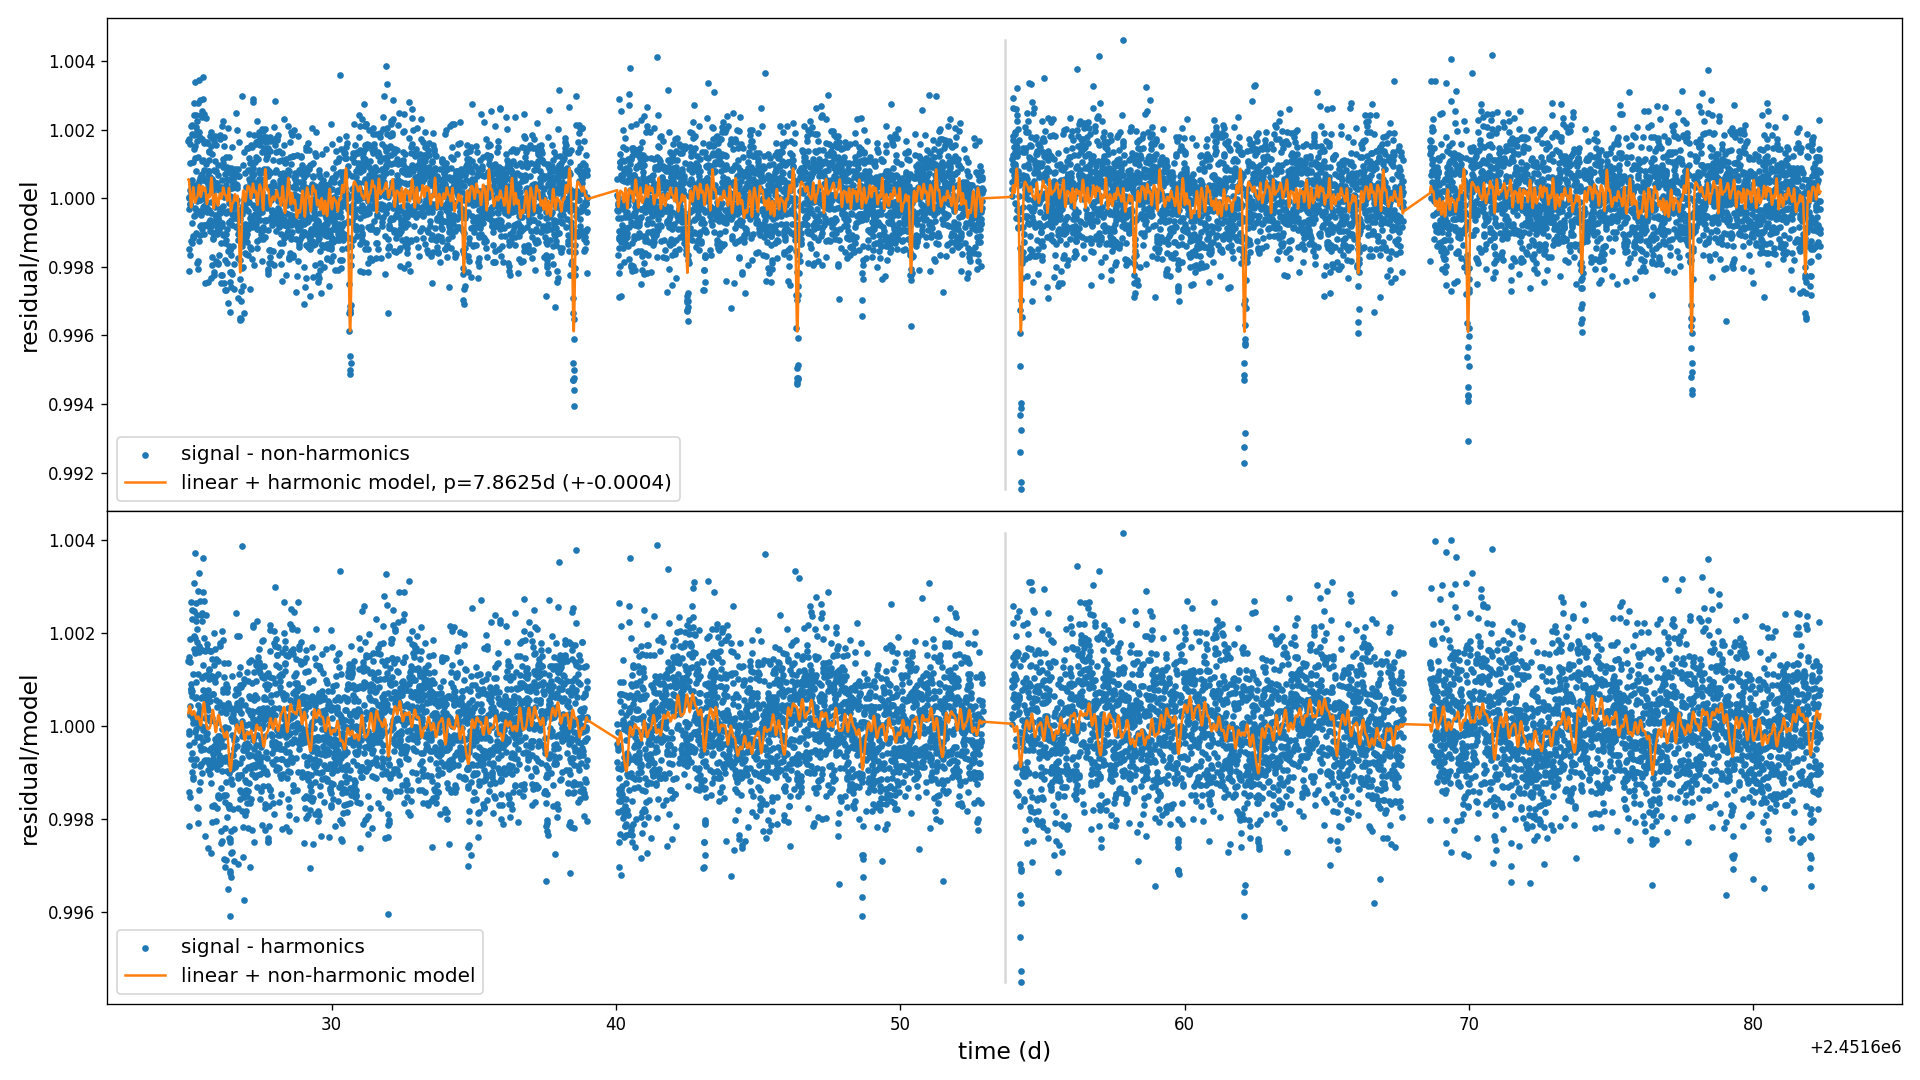 1.004
1.002
1.000
0.998
0.996
0.994
0.992
residual/model
signal - non-harmonics
linear + harmonic model, p=7.8625d (+-0.0004)
1.004
1.002
1.000
0.998
0.996
residual/model
signal - harmonics
linear + non-harmonic model
30
40
50
60
70
80
time (d)
+2.4516e6